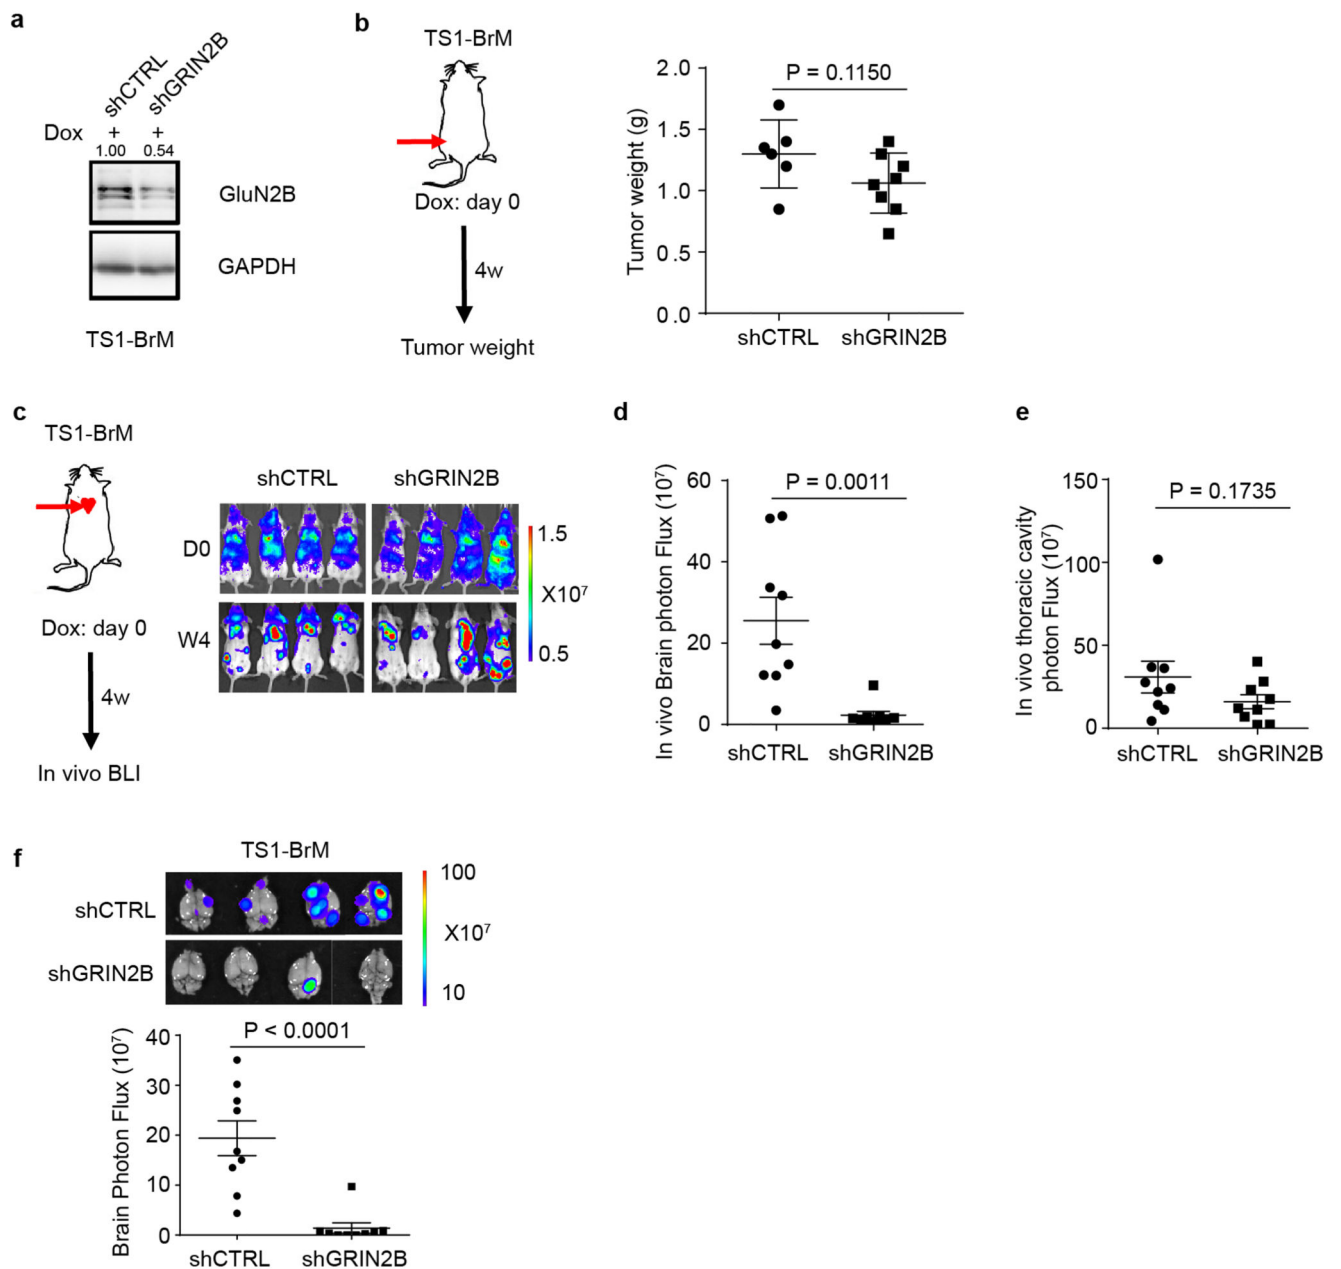 a
shCTRL
shGRIN2B
Dox + +
1.00 0.54
GluN2B
GAPDH
TS1-BrM
b
TS1-BrM
Dox: day 0
4w
Tumor weight
Tumor weight (g)
2.0
1.5
1.0
0.5
0.0
P = 0.1150
shCTRL shGRIN2B
c
TS1-BrM
Dox: day 0
4w
In vivo BLI
shCTRL shGRIN2B
D0
W4
1.5
X10⁷
0.5
d
In vivo Brain photon Flux (10⁷)
60
40
20
0
P = 0.0011
shCTRL shGRIN2B
e
In vivo thoracic cavity
photon Flux (10⁷)
150
100
50
0
P = 0.1735
shCTRL shGRIN2B
f
TS1-BrM
shCTRL
shGRIN2B
100
X10⁷
10
Brain Photon Flux (10⁷)
40
30
20
10
0
P < 0.0001
shCTRL shGRIN2B